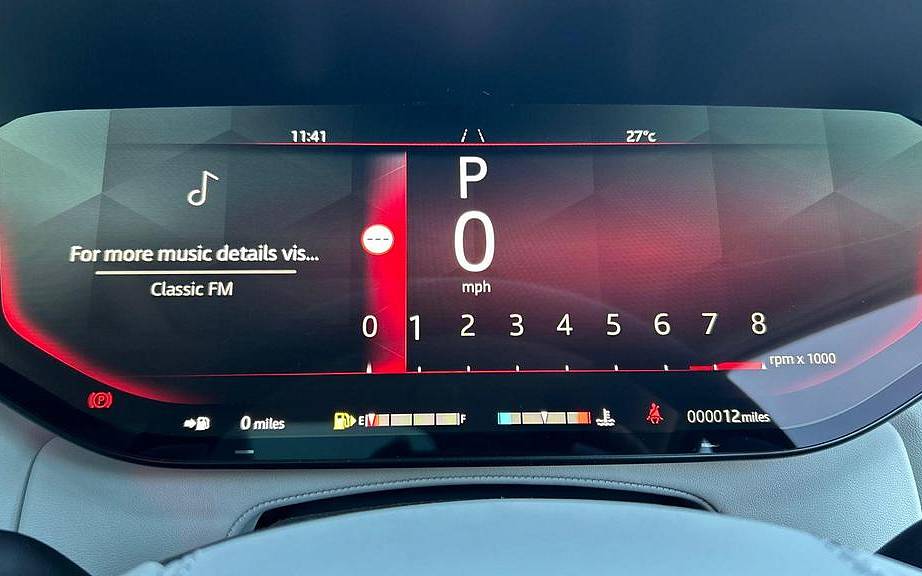 11:41
27°c
P
0
mph
For more music details vis...
Classic FM
0 1 2 3 4 5 6 7 8
rpm x 1000
P
0 miles
E F
000012 miles